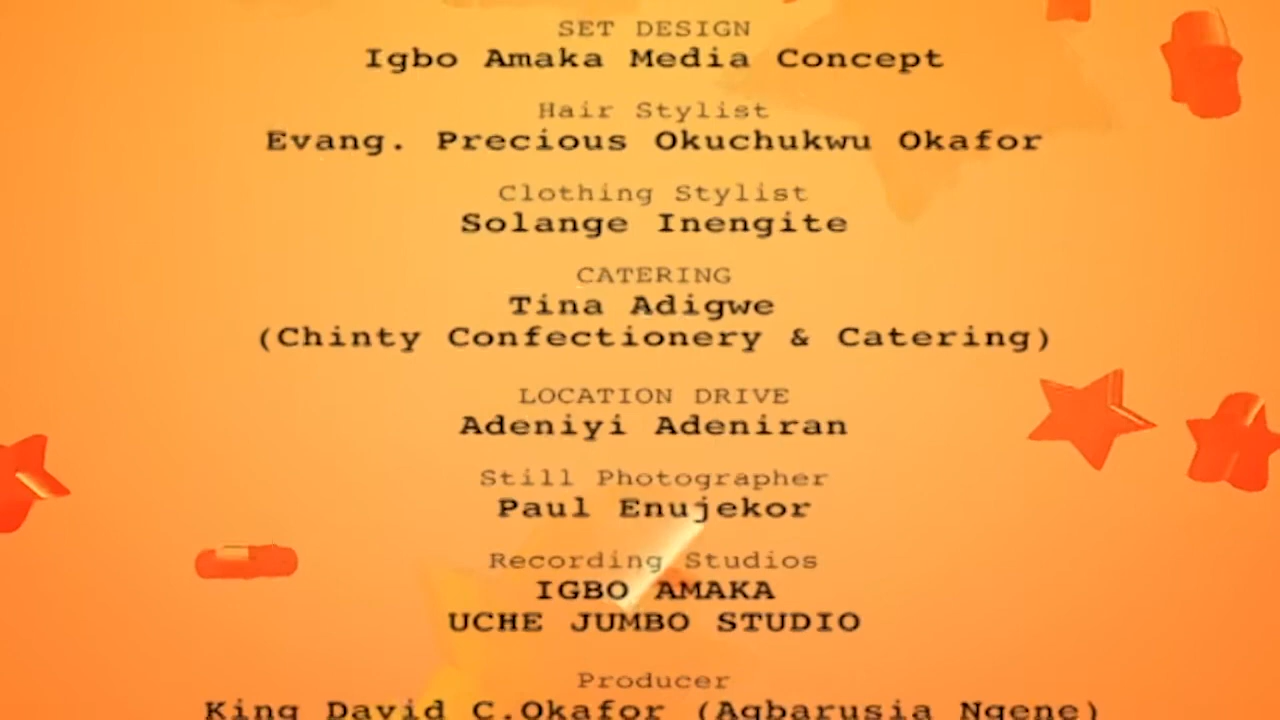 SET DESIGN
Igbo Amaka Media Concept
Hair Stylist
Evang. Precious Okuchukwu Okafor
Clothing Stylist
Solange Inengite
CATERING
Tina Adigwe
(Chinty Confectionery & Catering)
LOCATION DRIVE
Adeniyi Adeniran
Still Photographer
Paul Enujekor
Recording Studios
IGBO AMAKA
UCHE JUMBO STUDIO
Producer
King David C.Okafor (Agbarusia Ngene)